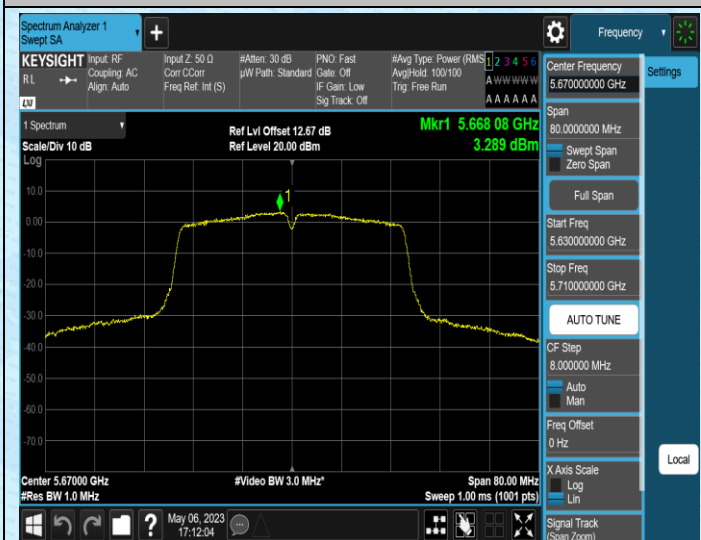 Spectrum Analyzer 1
Swept SA
+
Frequency
KEYSIGHT
RL
LXI
Input: RF
Coupling: AC
Align: Auto
Input Z: 50 Ω
Corr CCorr
Freq Ref: Int (S)
#Atten: 30 dB
µW Path: Standard
PNO: Fast
Gate: Off
IF Gain: Low
Sig Track: Off
#Avg Type: Power (RMS
Avg|Hold: 100/100
Trig: Free Run
1 2 3 4 5 6
A W W W W W
A A A A A A
1 Spectrum
Scale/Div 10 dB
Log
Ref Lvl Offset 12.67 dB
Ref Level 20.00 dBm
Mkr1 5.668 08 GHz
3.289 dBm
1
10.0
0.00
-10.0
-20.0
-30.0
-40.0
-50.0
-60.0
-70.0
Center 5.67000 GHz
#Res BW 1.0 MHz
#Video BW 3.0 MHz*
Span 80.00 MHz
Sweep 1.00 ms (1001 pts)
?
May 06, 2023
17:12:04
Center Frequency
5.670000000 GHz
Span
80.0000000 MHz
Swept Span
Zero Span
Full Span
Start Freq
5.630000000 GHz
Stop Freq
5.710000000 GHz
AUTO TUNE
CF Step
8.000000 MHz
Auto
Man
Freq Offset
0 Hz
X Axis Scale
Log
Lin
Signal Track
(Span Zoom)
Settings
Local